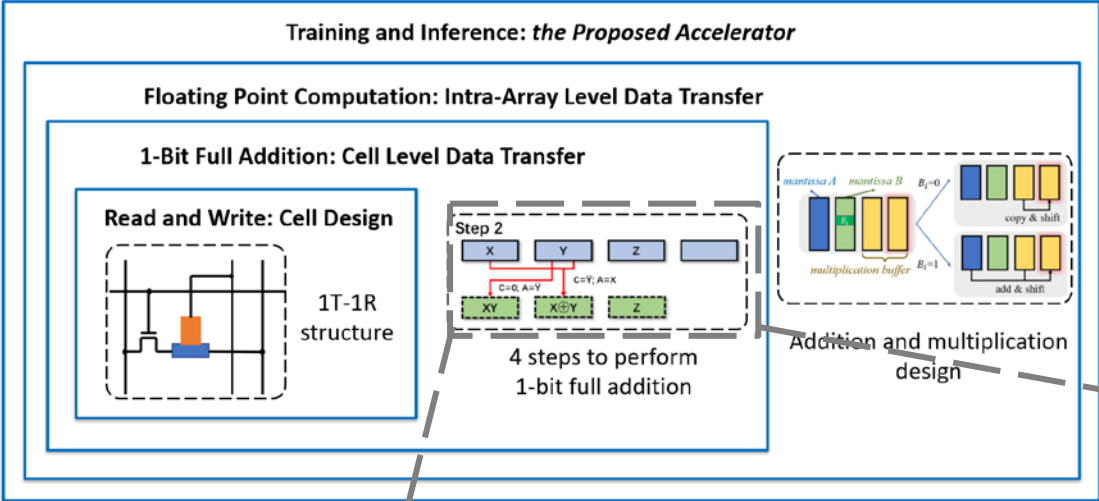 Training and Inference: the Proposed Accelerator
Floating Point Computation: Intra-Array Level Data Transfer
1-Bit Full Addition: Cell Level Data Transfer
Read and Write: Cell Design
1T-1R
structure
Step 2
X
Y
Z
C=0; A=Ȳ
C=Ȳ; A=X
XY
X⊕Y
Z
4 steps to perform
1-bit full addition
mantissa A
mantissa B
Bᵢ
multiplication buffer
Bᵢ=0
Bᵢ=1
copy & shift
add & shift
Addition and multiplication
design